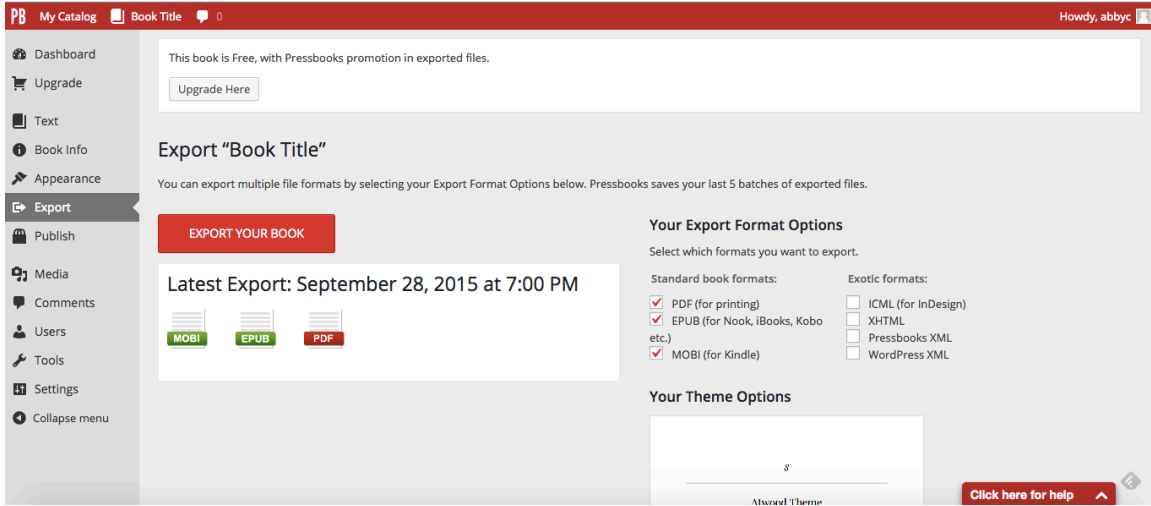 PB My Catalog Book Title 0 Howdy, abbyc
Dashboard
Upgrade
Text
Book Info
Appearance
Export
Publish
Media
Comments
Users
Tools
Settings
Collapse menu
This book is Free, with Pressbooks promotion in exported files.
Upgrade Here
Export “Book Title”
You can export multiple file formats by selecting your Export Format Options below. Pressbooks saves your last 5 batches of exported files.
EXPORT YOUR BOOK
Latest Export: September 28, 2015 at 7:00 PM
MOBI EPUB PDF
Your Export Format Options
Select which formats you want to export.
Standard book formats:
PDF (for printing)
EPUB (for Nook, iBooks, Kobo
etc.)
MOBI (for Kindle)
Exotic formats:
ICML (for InDesign)
XHTML
Pressbooks XML
WordPress XML
Your Theme Options
8
Atwood Theme
Click here for help